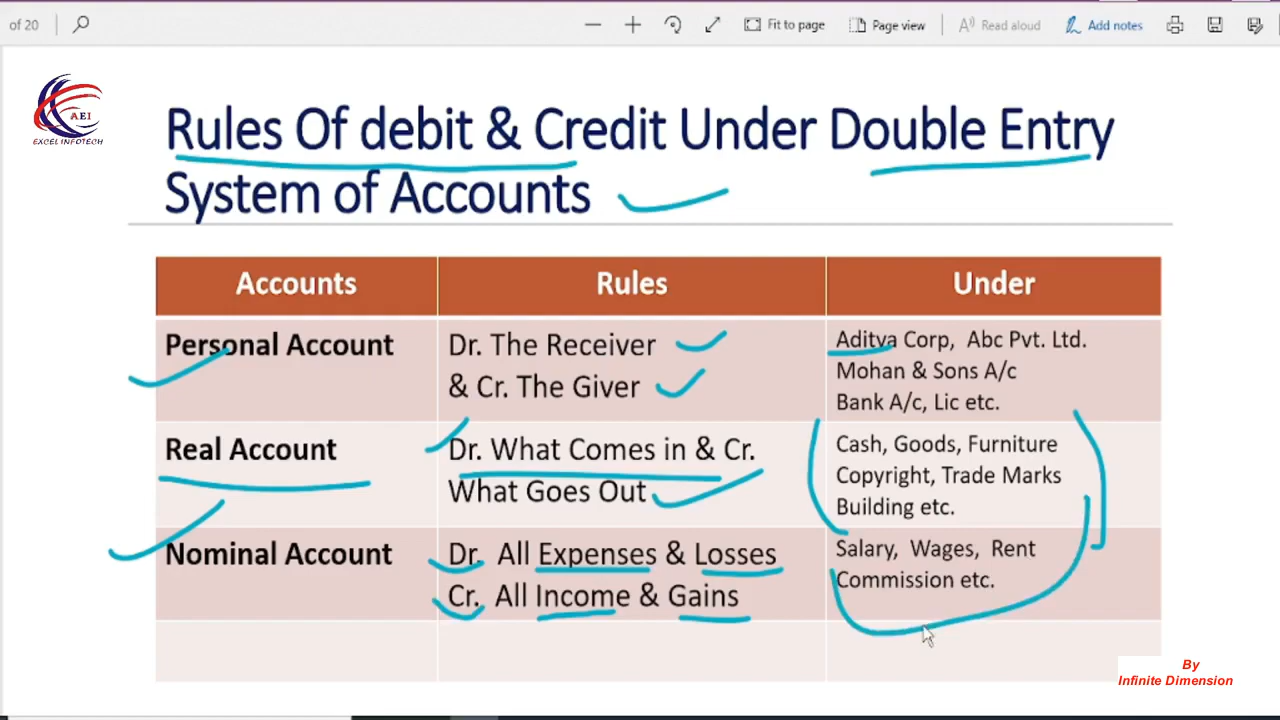 of 20
Fit to page
Page view
Read aloud
Add notes
AEI
EXCEL INFOTECH
Rules Of debit & Credit Under Double Entry
System of Accounts
Accounts Rules Under
Personal Account
Dr. The Receiver
& Cr. The Giver
Aditya Corp, Abc Pvt. Ltd.
Mohan & Sons A/c
Bank A/c, Lic etc.
Real Account
Dr. What Comes in & Cr.
What Goes Out
Cash, Goods, Furniture
Copyright, Trade Marks
Building etc.
Nominal Account
Dr. All Expenses & Losses
Cr. All Income & Gains
Salary, Wages, Rent
Commission etc.
By
Infinite Dimension